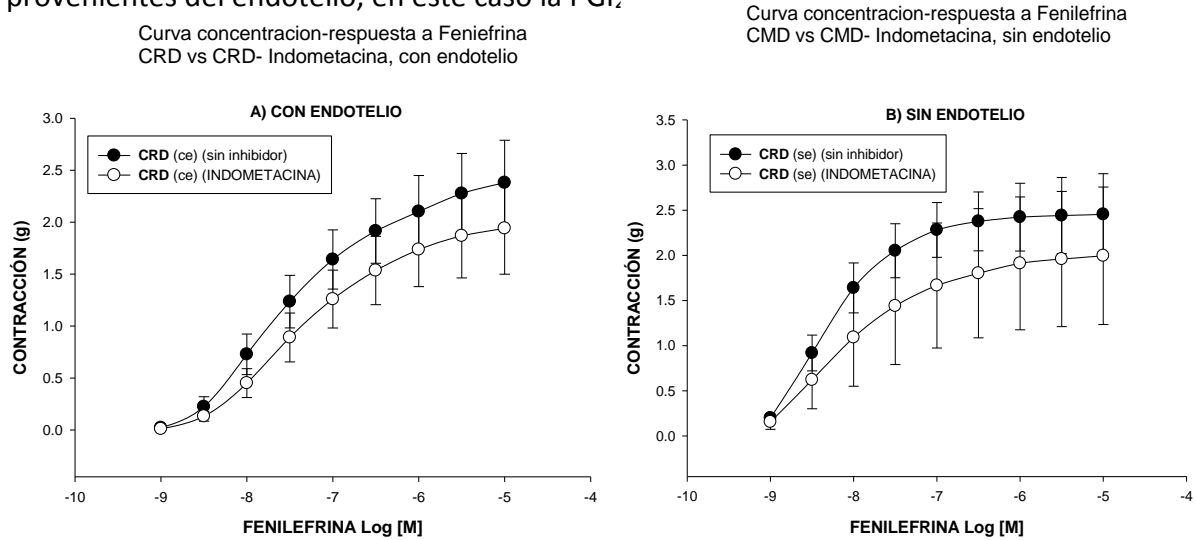 provenientes del endotelio, en este caso la PGI₂
Curva concentracion-respuesta a Feniefrina
CRD vs CRD- Indometacina, con endotelio
A) CON ENDOTELIO
CRD (ce) (sin inhibidor)
CRD (ce) (INDOMETACINA)
CONTRACCIÓN (g)
3.0
2.5
2.0
1.5
1.0
0.5
0.0
-10 -9 -8 -7 -6 -5 -4
FENILEFRINA Log [M]
Curva concentracion-respuesta a Fenilefrina
CMD vs CMD- Indometacina, sin endotelio
B) SIN ENDOTELIO
CRD (se) (sin inhibidor)
CRD (se) (INDOMETACINA)
CONTRACCIÓN (g)
3.5
3.0
2.5
2.0
1.5
1.0
0.5
0.0
-10 -9 -8 -7 -6 -5 -4
FENILEFRINA Log [M]